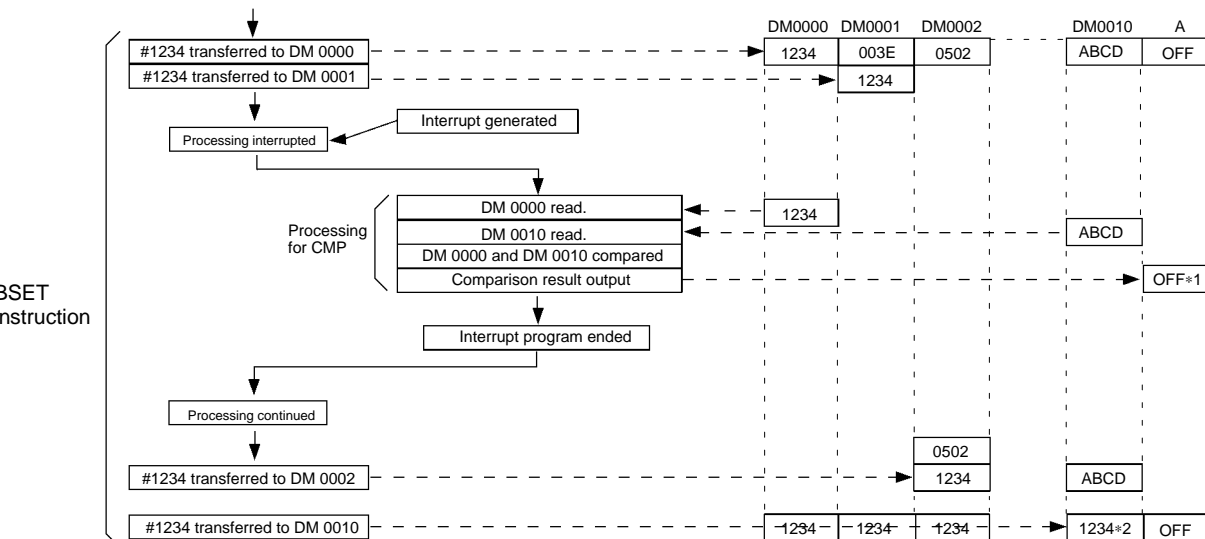 DM0000 DM0001 DM0002 DM0010 A
#1234 transferred to DM 0000 1234 003E 0502 ABCD OFF
#1234 transferred to DM 0001 1234
Interrupt generated
Processing interrupted
DM 0000 read. 1234
Processing
for CMP
DM 0010 read. ABCD
DM 0000 and DM 0010 compared
Comparison result output OFF*1
BSET
instruction
Interrupt program ended
Processing continued
0502
#1234 transferred to DM 0002 1234 ABCD
#1234 transferred to DM 0010 1234 1234 1234 1234*2 OFF